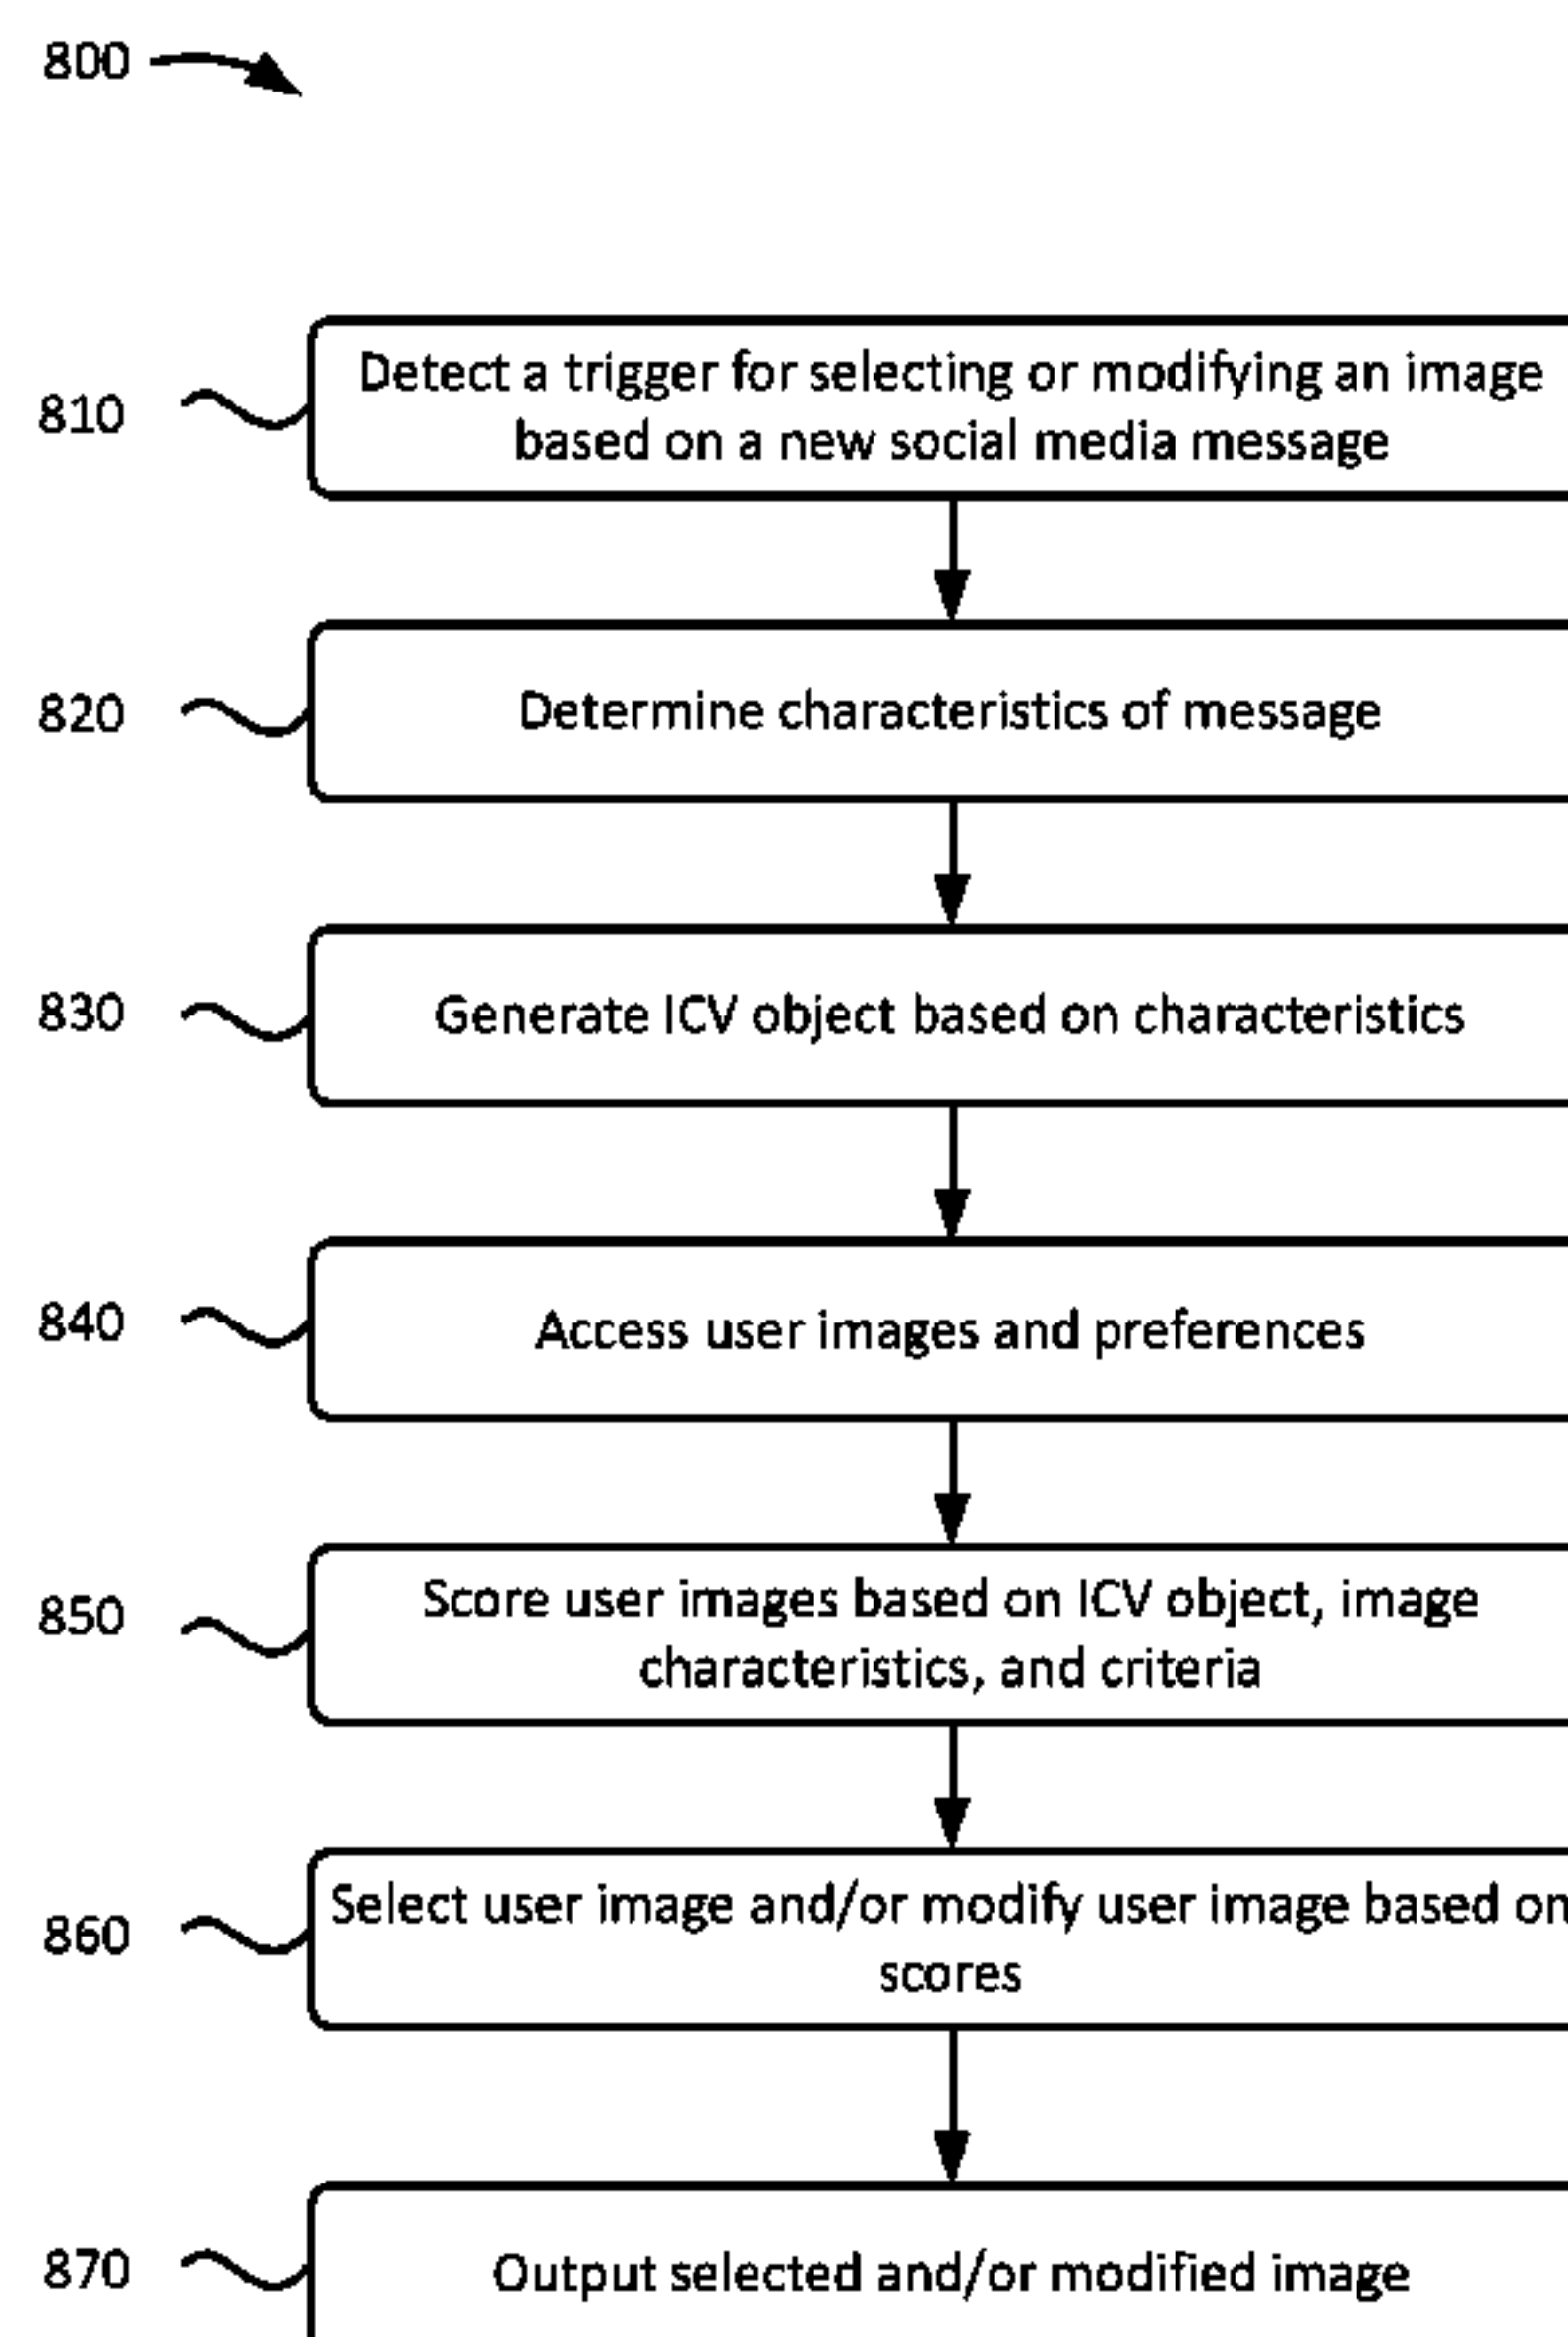 800
810
Detect a trigger for selecting or modifying an image
based on a new social media message
820
Determine characteristics of message
830
Generate ICV object based on characteristics
840
Access user images and preferences
850
Score user images based on ICV object, image
characteristics, and criteria
860
Select user image and/or modify user image based on
scores
870
Output selected and/or modified image